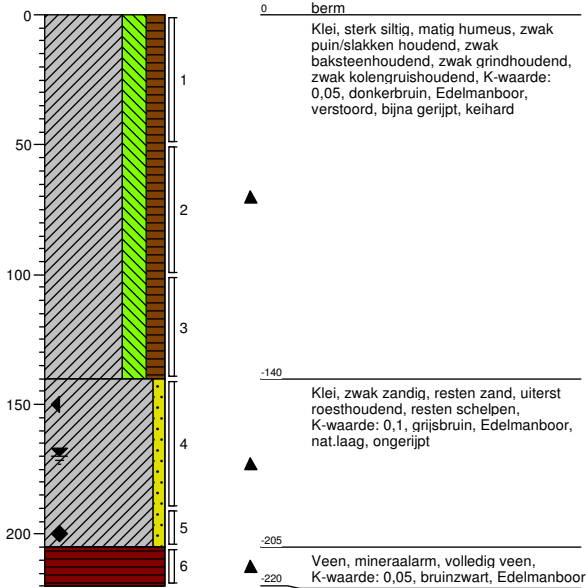 0
50
100
150
200
1
2
3
4
5
6
0 berm
Klei, sterk siltig, matig humeus, zwak
puin/slakken houdend, zwak
baksteenhoudend, zwak grindhoudend,
zwak kolengruishoudend, K-waarde:
0,05, donkerbruin, Edelmanboor,
verstoord, bijna gerijpt, keihard
-140
Klei, zwak zandig, resten zand, uiterst
roesthoudend, resten schelpen,
K-waarde: 0,1, grijsbruin, Edelmanboor,
nat.laag, ongerijpt
-205
Veen, mineraalarm, volledig veen,
K-waarde: 0,05, bruinzwart, Edelmanboor
-220